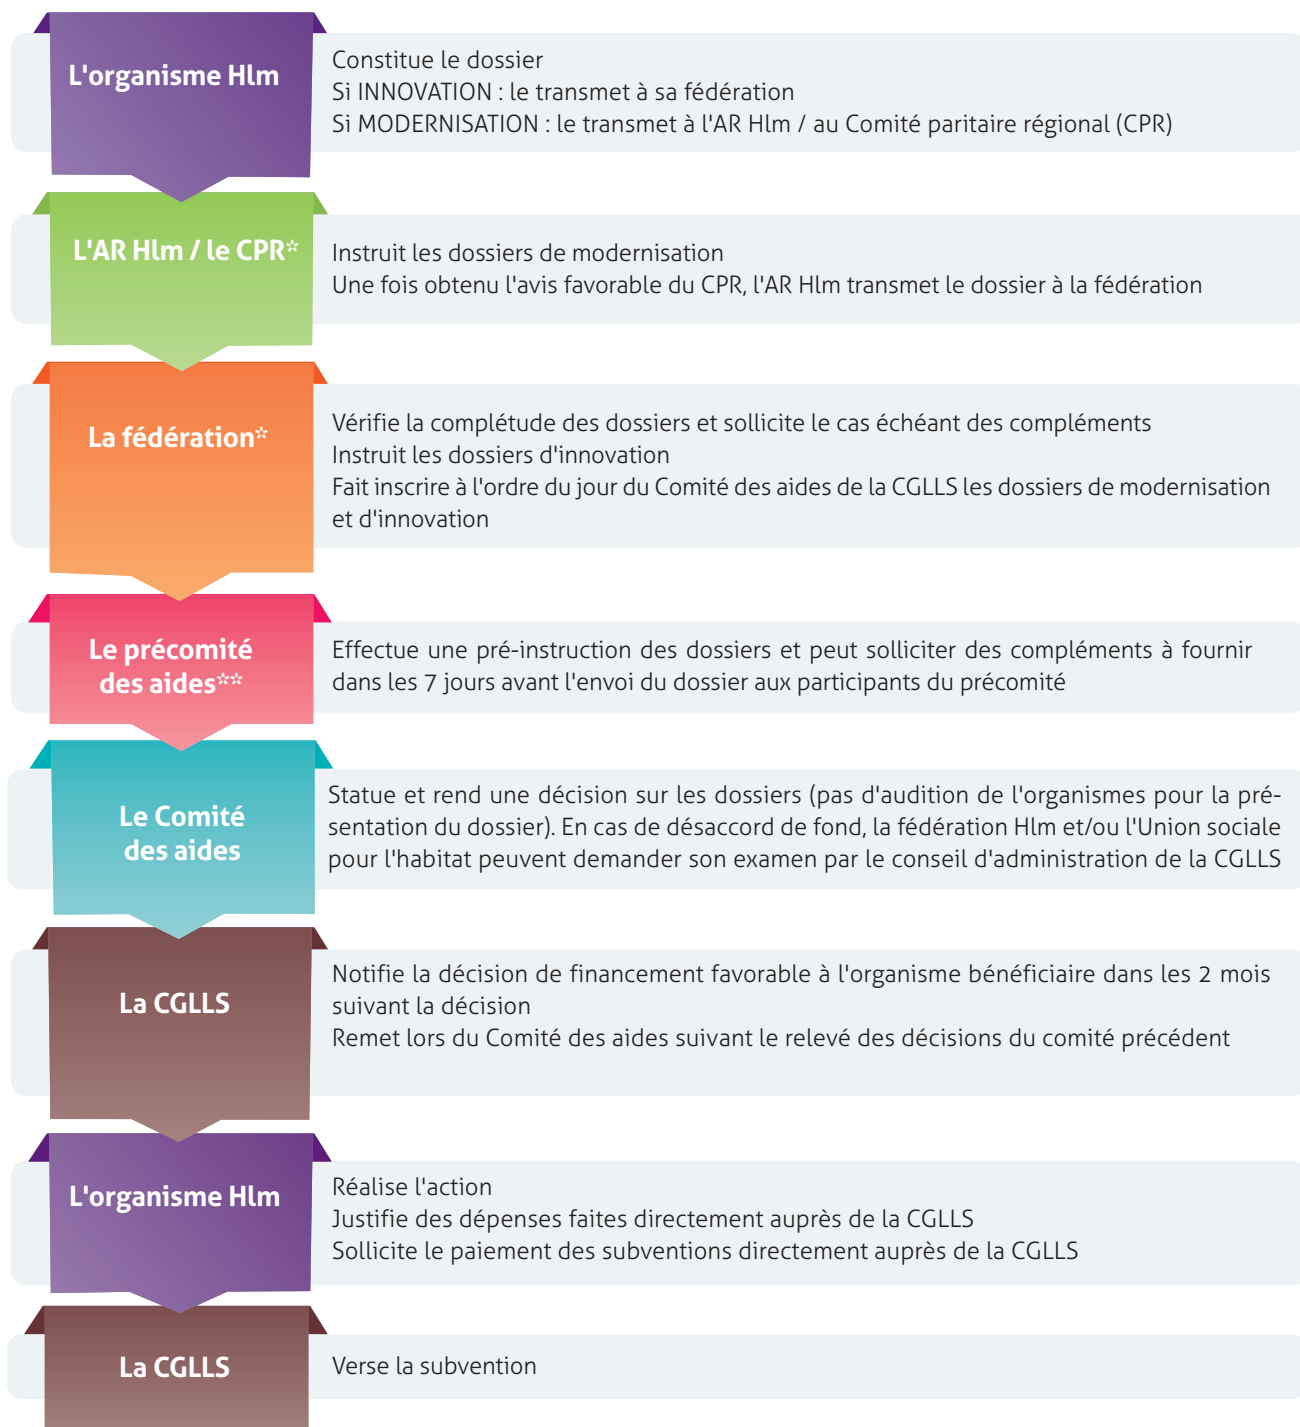 L'organisme Hlm
Constitue le dossier
Si INNOVATION : le transmet à sa fédération
Si MODERNISATION : le transmet à l'AR Hlm / au Comité paritaire régional (CPR)
L'AR Hlm / le CPR*
Instruit les dossiers de modernisation
Une fois obtenu l'avis favorable du CPR, l'AR Hlm transmet le dossier à la fédération
La fédération*
Vérifie la complétude des dossiers et sollicite le cas échéant des compléments
Instruit les dossiers d'innovation
Fait inscrire à l'ordre du jour du Comité des aides de la CGLLS les dossiers de modernisation
et d'innovation
Le précomité
des aides**
Effectue une pré-instruction des dossiers et peut solliciter des compléments à fournir
dans les 7 jours avant l'envoi du dossier aux participants du précomité
Le Comité
des aides
Statue et rend une décision sur les dossiers (pas d'audition de l'organismes pour la pré-
sentation du dossier). En cas de désaccord de fond, la fédération Hlm et/ou l'Union sociale
pour l'habitat peuvent demander son examen par le conseil d'administration de la CGLLS
La CGLLS
Notifie la décision de financement favorable à l'organisme bénéficiaire dans les 2 mois
suivant la décision
Remet lors du Comité des aides suivant le relevé des décisions du comité précédent
L'organisme Hlm
Réalise l'action
Justifie des dépenses faites directement auprès de la CGLLS
Sollicite le paiement des subventions directement auprès de la CGLLS
La CGLLS
Verse la subvention